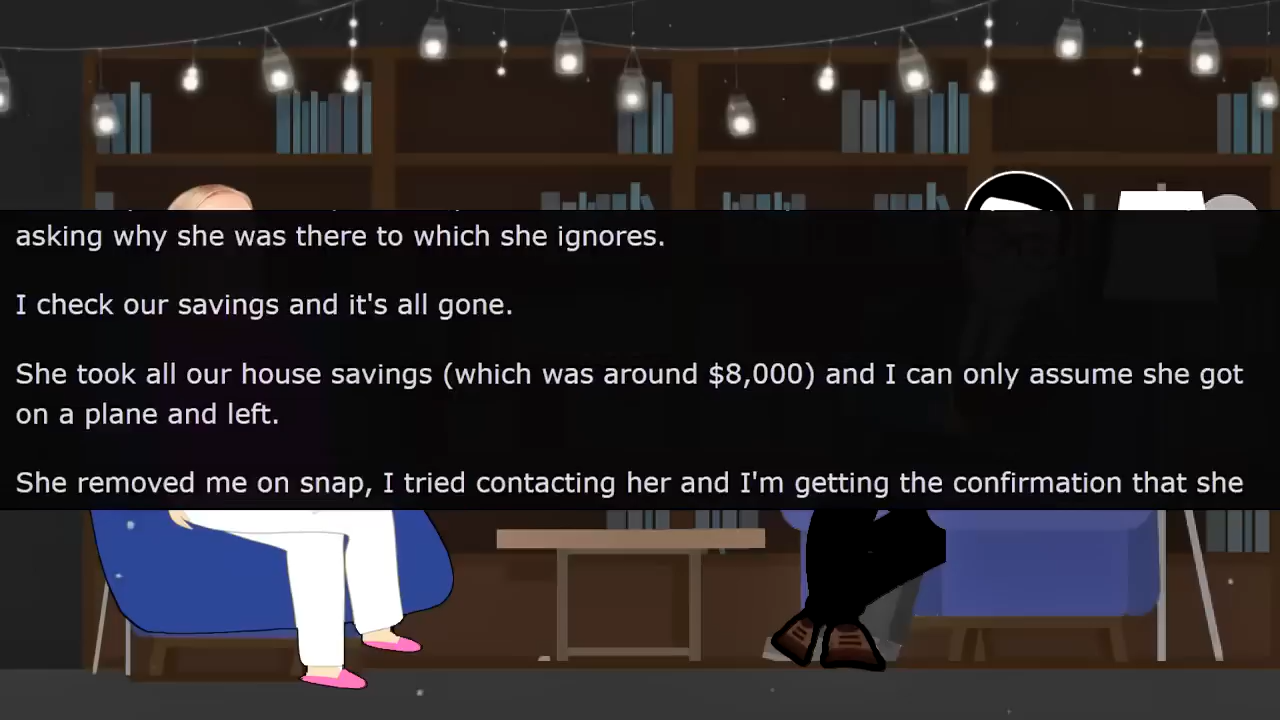 asking why she was there to which she ignores.
I check our savings and it's all gone.
She took all our house savings (which was around $8,000) and I can only assume she got
on a plane and left.
She removed me on snap, I tried contacting her and I'm getting the confirmation that she